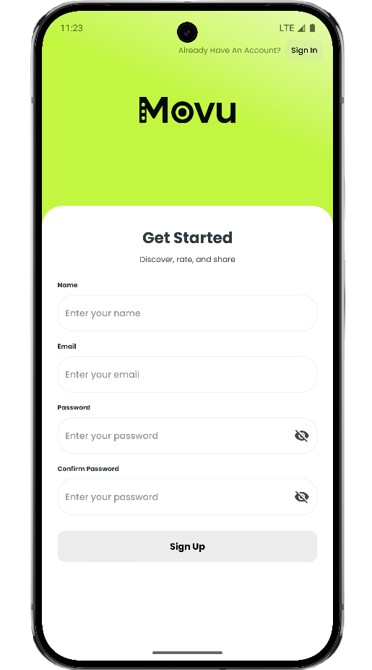 11:23 LTE
Already Have An Account? Sign In
Movu
Get Started
Discover, rate, and share
Name
Enter your name
Email
Enter your email
Password
Enter your password
Confirm Password
Enter your password
Sign Up